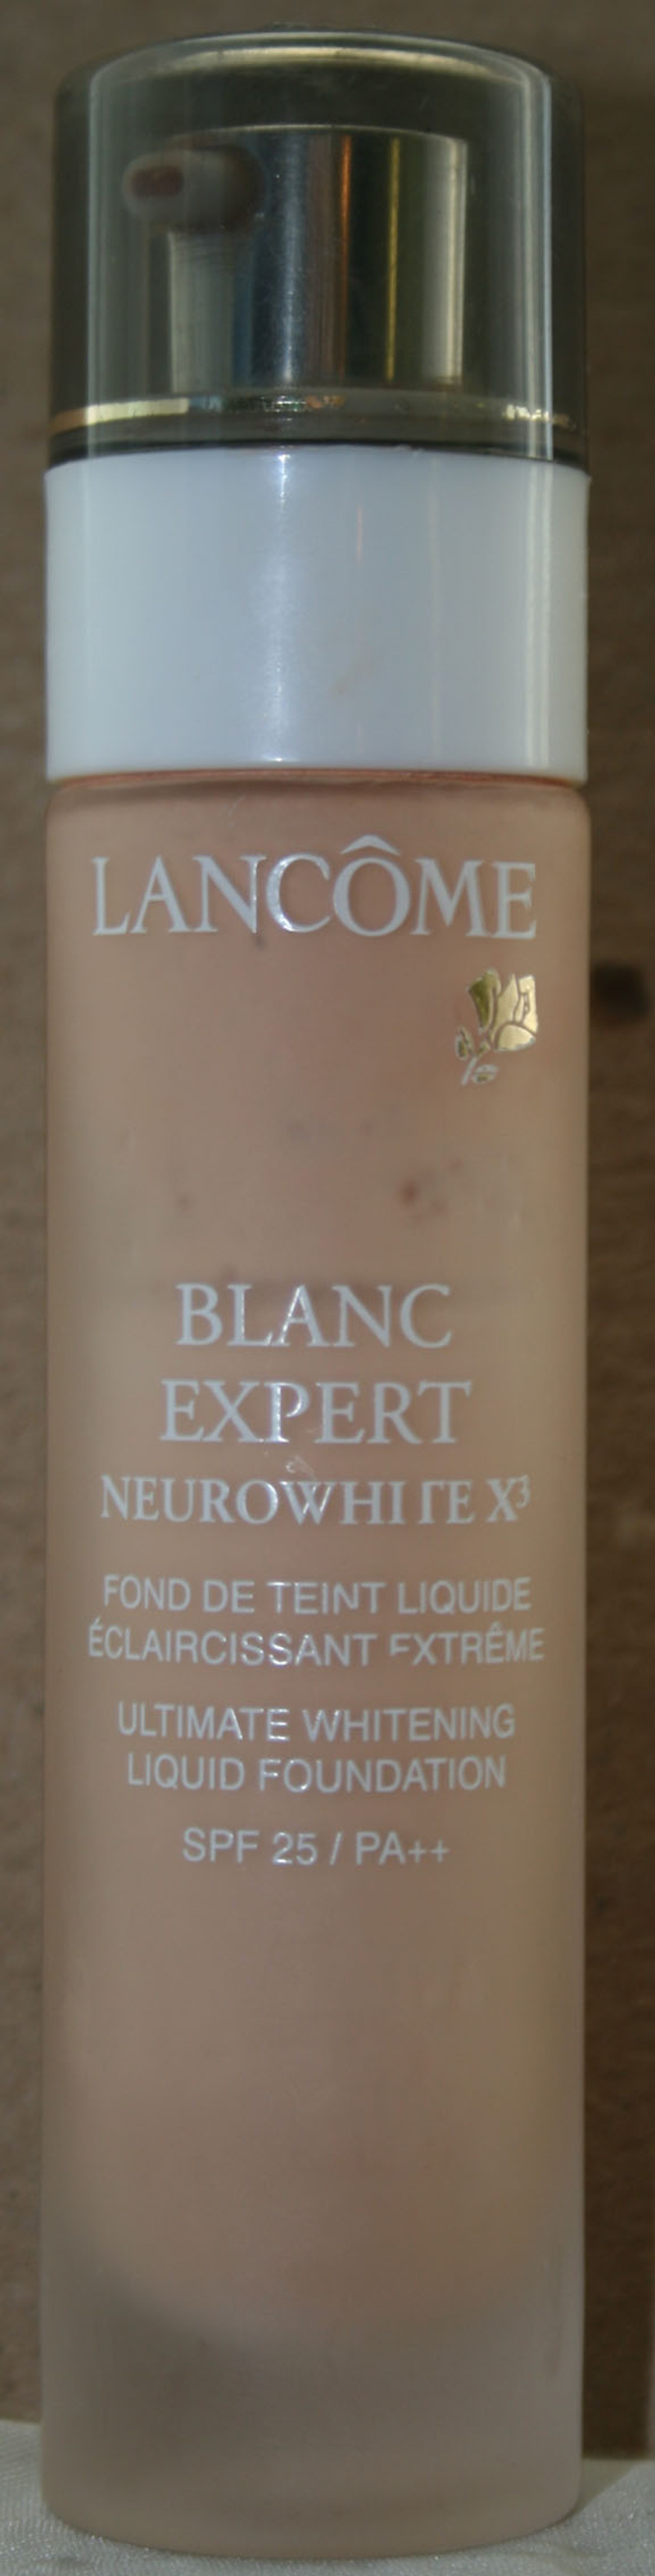 LANCÔME
BLANC
EXPERT
NEUROWHITE X³
FOND DE TEINT LIQUIDE
ÉCLAIRCISSANT EXTRÊME
ULTIMATE WHITENING
LIQUID FOUNDATION
SPF 25 / PA++